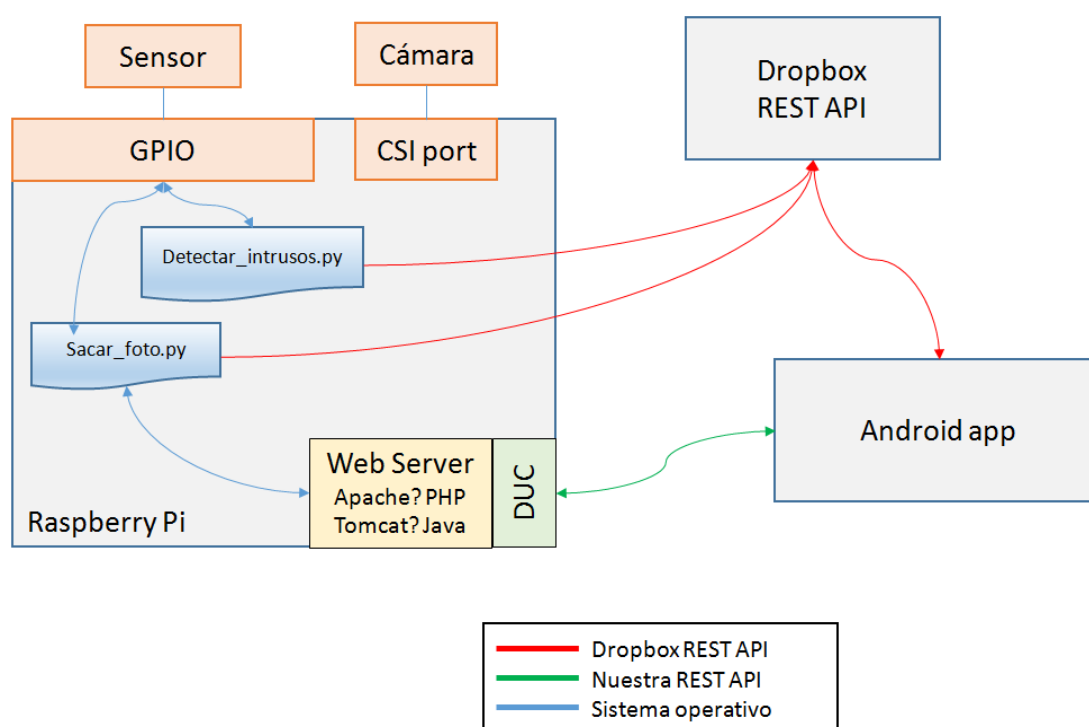 Sensor
Cámara
Dropbox
REST API
GPIO
CSI port
Detectar_intrusos.py
Sacar_foto.py
Android app
Web Server
Apache? PHP
Tomcat? Java
DUC
Raspberry Pi
Dropbox REST API
Nuestra REST API
Sistema operativo